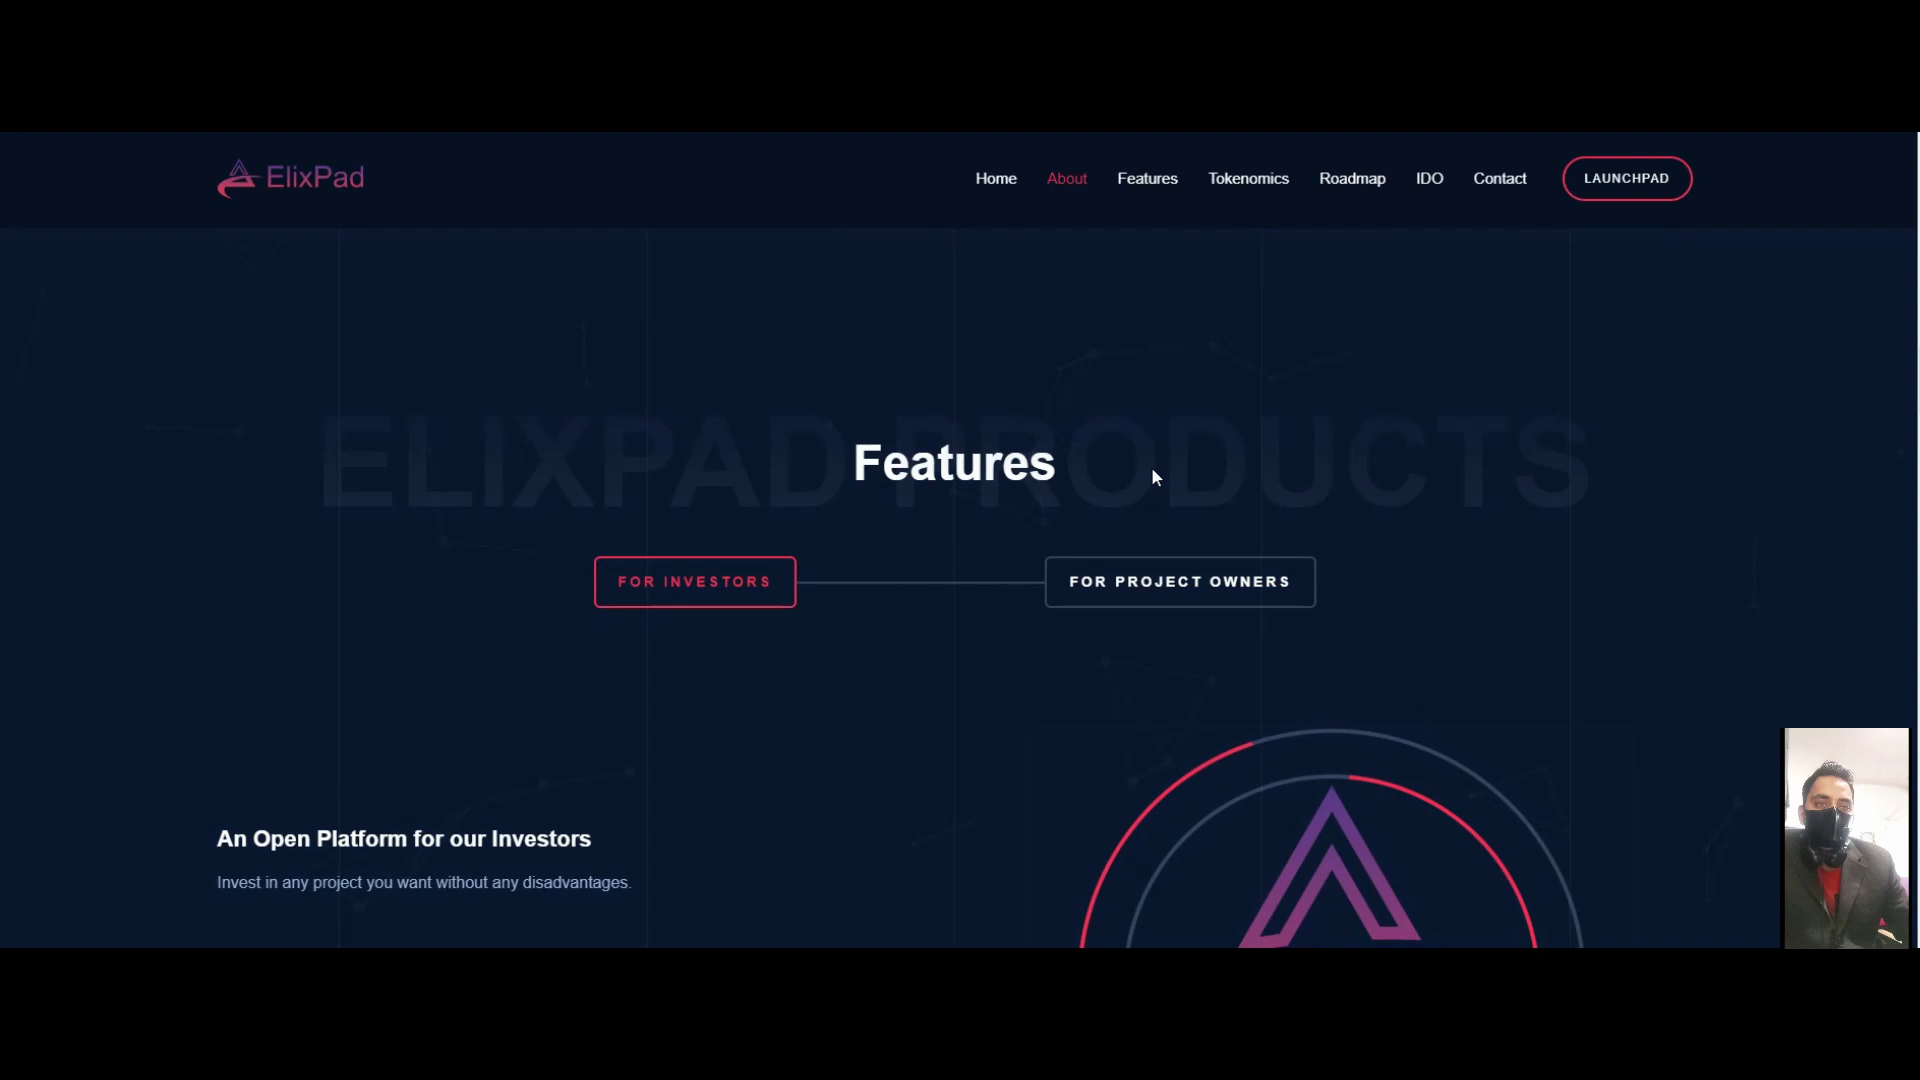 ElixPad
Home About Features Tokenomics Roadmap IDO Contact LAUNCHPAD
ELIXPAD PRODUCTS
Features
FOR INVESTORS FOR PROJECT OWNERS
An Open Platform for our Investors
Invest in any project you want without any disadvantages.